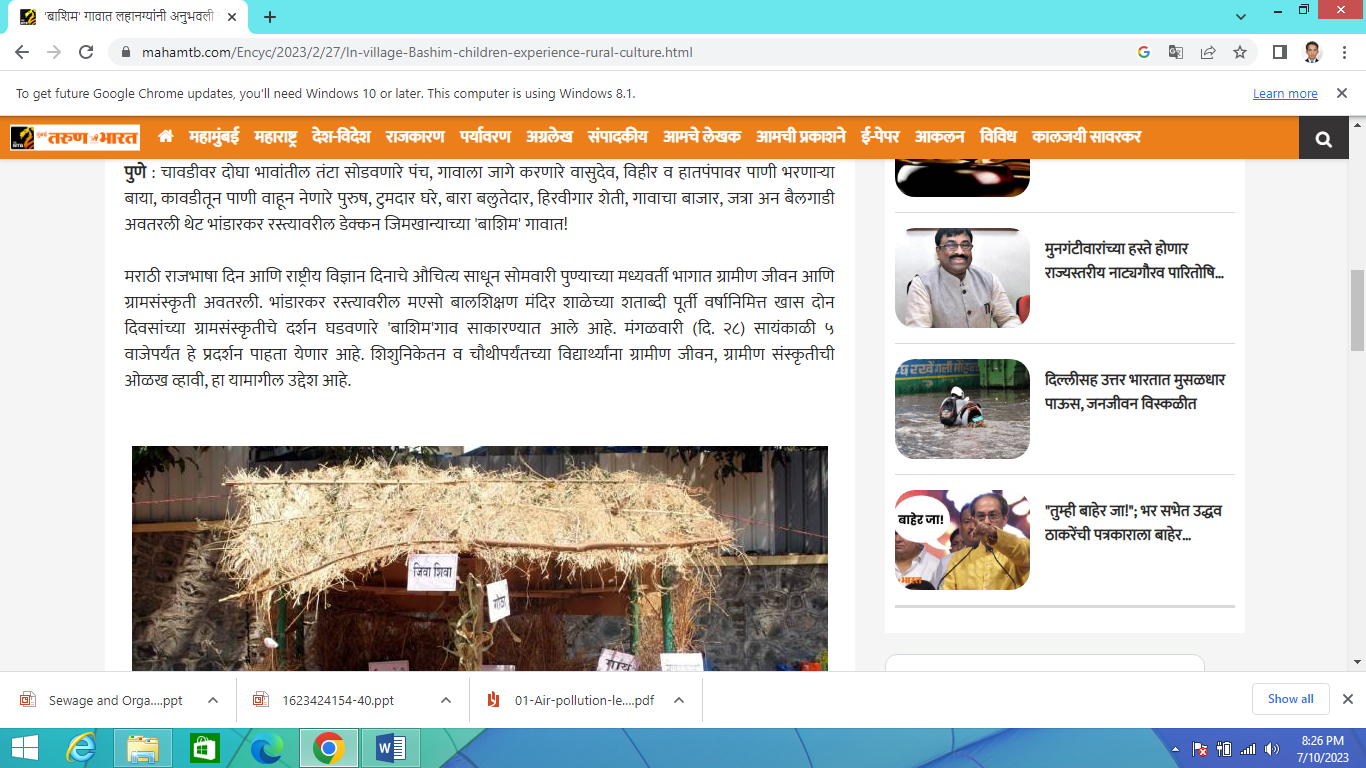 'बाशिम' गावात लहानग्यांनी अनुभवली
mahamtb.com/Encyc/2023/2/27/In-village-Bashim-children-experience-rural-culture.html
To get future Google Chrome updates, you'll need Windows 10 or later. This computer is using Windows 8.1.
Learn more
तरुण भारत
महामुंबई महाराष्ट्र देश-विदेश राजकारण पर्यावरण अग्रलेख संपादकीय आमचे लेखक आमची प्रकाशने ई-पेपर आकलन विविध कालजयी सावरकर
पुणे : चावडीवर दोघा भावांतील तंटा सोडवणारे पंच, गावाला जागे करणारे वासुदेव, विहीर व हातपंपावर पाणी भरणाऱ्या
बाया, कावडीतून पाणी वाहून नेणारे पुरुष, टुमदार घरे, बारा बलुतेदार, हिरवीगार शेती, गावाचा बाजार, जत्रा अन बैलगाडी
अवतरली थेट भांडारकर रस्त्यावरील डेक्कन जिमखान्याच्या 'बाशिम' गावात!
मराठी राजभाषा दिन आणि राष्ट्रीय विज्ञान दिनाचे औचित्य साधून सोमवारी पुण्याच्या मध्यवर्ती भागात ग्रामीण जीवन आणि
ग्रामसंस्कृती अवतरली. भांडारकर रस्त्यावरील मएसो बालशिक्षण मंदिर शाळेच्या शताब्दी पूर्ती वर्षानिमित्त खास दोन
दिवसांच्या ग्रामसंस्कृतीचे दर्शन घडवणारे 'बाशिम'गाव साकारण्यात आले आहे. मंगळवारी (दि. २८) सायंकाळी ५
वाजेपर्यंत हे प्रदर्शन पाहता येणार आहे. शिशुनिकेतन व चौथीपर्यंतच्या विद्यार्थ्यांना ग्रामीण जीवन, ग्रामीण संस्कृतीची
ओळख व्हावी, हा यामागील उद्देश आहे.
जिवा शिवा
गोठा
गाय
मुनगंटीवारांच्या हस्ते होणार
राज्यस्तरीय नाट्यगौरव पारितोषि...
दिल्लीसह उत्तर भारतात मुसळधार
पाऊस, जनजीवन विस्कळीत
बाहेर जा!
"तुम्ही बाहेर जा!"; भर सभेत उद्धव
ठाकरेंची पत्रकाराला बाहेर...
Sewage and Orga....ppt
1623424154-40.ppt
01-Air-pollution-le....pdf
Show all
8:26 PM
7/10/2023